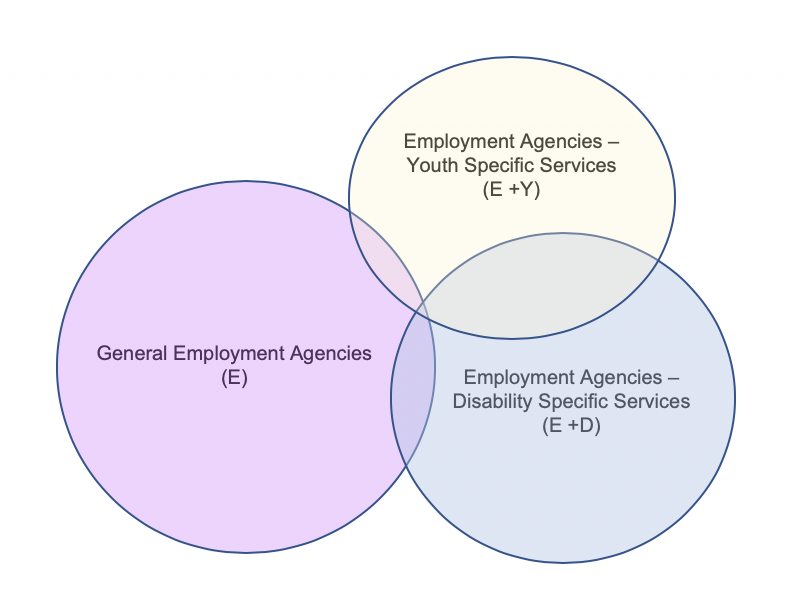 Employment Agencies –
Youth Specific Services
(E +Y)
General Employment Agencies
(E)
Employment Agencies –
Disability Specific Services
(E +D)